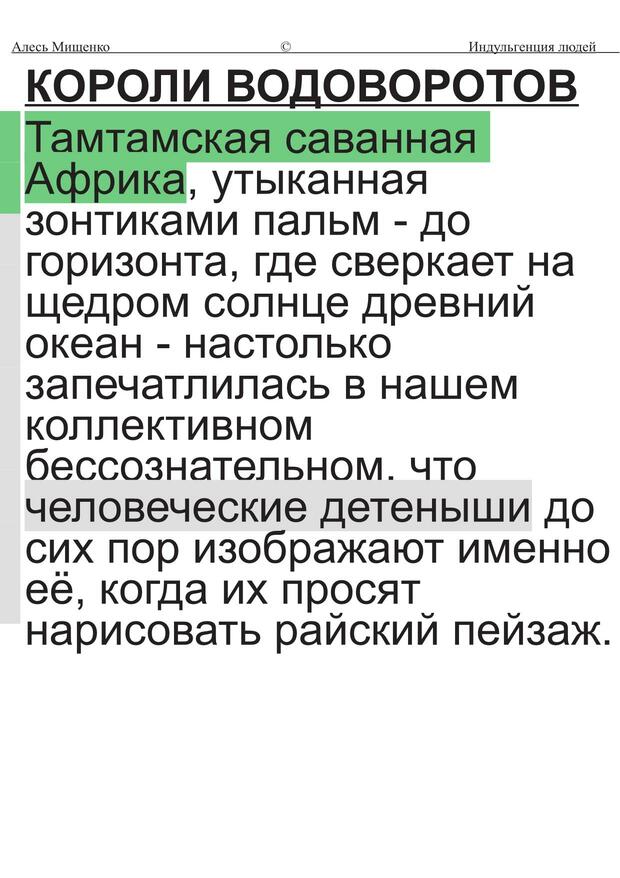 Алесь Мищенко © Индульгенция людей
КОРОЛИ ВОДОВОРОТОВ
Тамтамская саванная
Африка, утыканная
зонтиками пальм - до
горизонта, где сверкает на
щедром солнце древний
океан - настолько
запечатлилась в нашем
коллективном
бессознательном, что
человеческие детеныши до
сих пор изображают именно
её, когда их просят
нарисовать райский пейзаж.